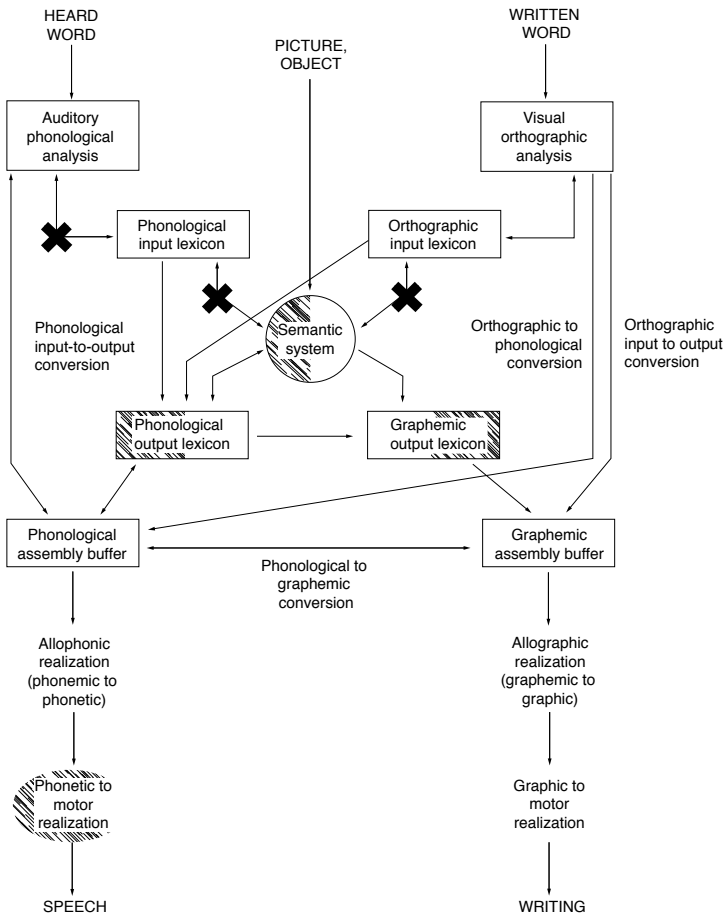 HEARD
WORD
PICTURE,
OBJECT
WRITTEN
WORD
Auditory
phonological
analysis
Visual
orthographic
analysis
Phonological
input lexicon
Orthographic
input lexicon
Phonological
input-to-output
conversion
Semantic
system
Orthographic to
phonological
conversion
Orthographic
input to output
conversion
Phonological
output lexicon
Graphemic
output lexicon
Phonological
assembly buffer
Graphemic
assembly buffer
Phonological to
graphemic
conversion
Allophonic
realization
(phonemic to
phonetic)
Allographic
realization
(graphemic to
graphic)
Phonetic to
motor
realization
Graphic to
motor
realization
SPEECH
WRITING